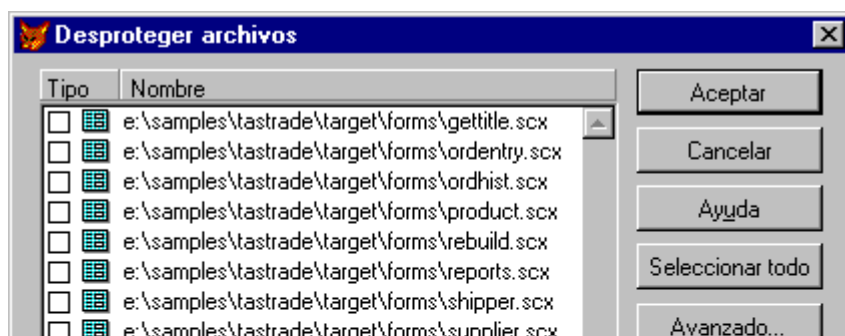 Desproteger archivos
Tipo Nombre
e:\samples\tastrade\target\forms\gettitle.scx
e:\samples\tastrade\target\forms\ordentry.scx
e:\samples\tastrade\target\forms\ordhist.scx
e:\samples\tastrade\target\forms\product.scx
e:\samples\tastrade\target\forms\rebuild.scx
e:\samples\tastrade\target\forms\reports.scx
e:\samples\tastrade\target\forms\shipper.scx
e:\samples\tastrade\target\forms\supplier.scx
Aceptar
Cancelar
Ayuda
Seleccionar todo
Avanzado...